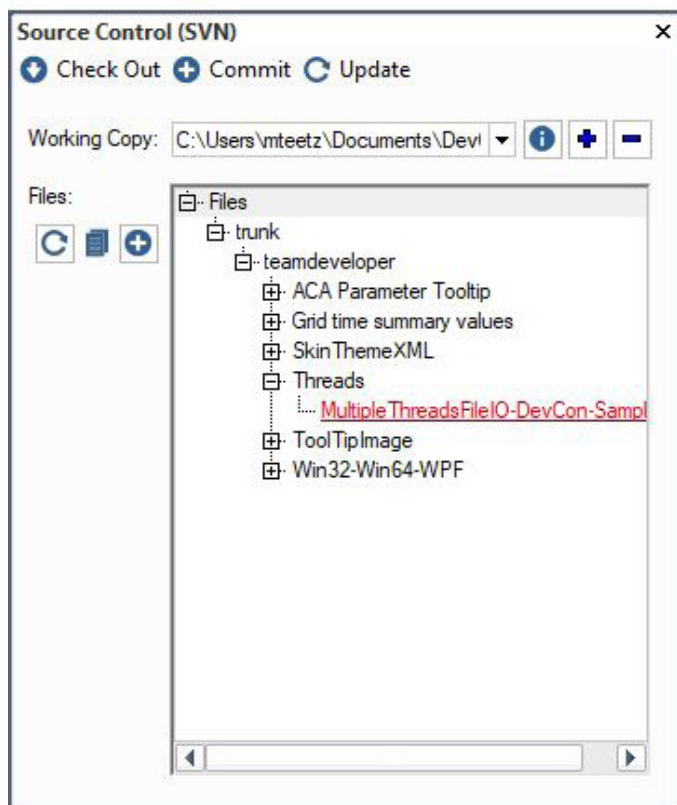 Source Control (SVN)
Check Out Commit Update
Working Copy: C:\Users\mteetz\Documents\Dev
Files:
Files
trunk
teamdeveloper
ACA Parameter Tooltip
Grid time summary values
SkinThemeXML
Threads
MultipleThreadsFileIO-DevCon-Sampl
ToolTipImage
Win32-Win64-WPF